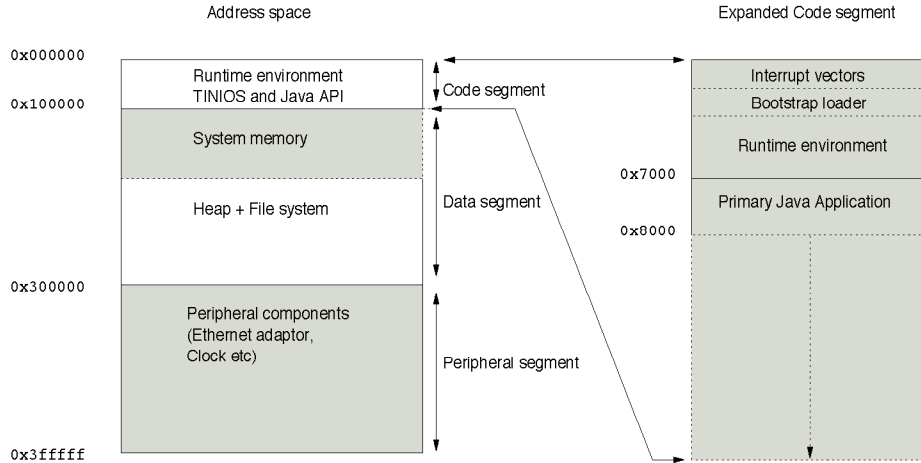 Address space
0x000000
Runtime environment
TINIOS and Java API
Code segment
0x100000
System memory
Heap + File system
Data segment
0x300000
Peripheral components
(Ethernet adaptor,
Clock etc)
Peripheral segment
0x3fffff
Expanded Code segment
Interrupt vectors
Bootstrap loader
Runtime environment
0x7000
Primary Java Application
0x8000